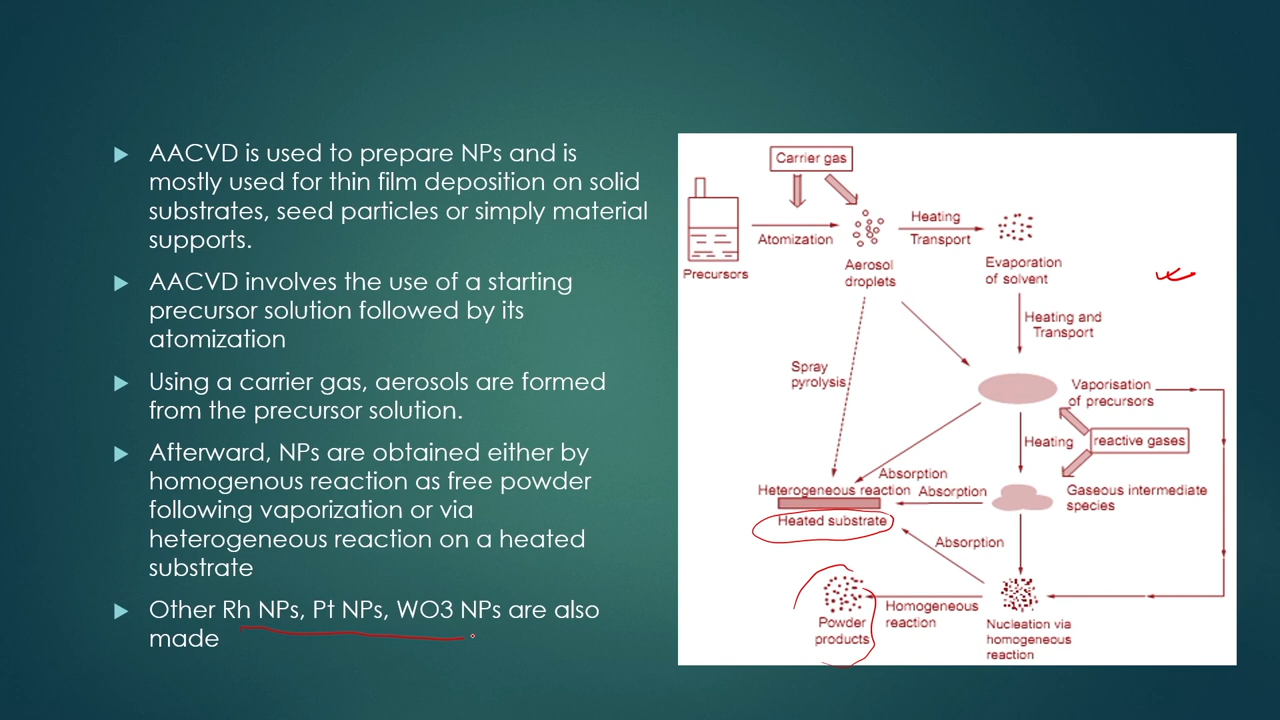 AACVD is used to prepare NPs and is
mostly used for thin film deposition on solid
substrates, seed particles or simply material
supports.
AACVD involves the use of a starting
precursor solution followed by its
atomization
Using a carrier gas, aerosols are formed
from the precursor solution.
Afterward, NPs are obtained either by
homogenous reaction as free powder
following vaporization or via
heterogeneous reaction on a heated
substrate
Other Rh NPs, Pt NPs, WO3 NPs are also
made
Carrier gas
Precursors
Atomization
Aerosol
droplets
Heating
Transport
Evaporation
of solvent
Heating and
Transport
Spray
pyrolysis
Vaporisation
of precursors
Heating
reactive gases
Absorption
Heterogeneous reaction
Absorption
Gaseous intermediate
species
Heated substrate
Absorption
Powder
products
Homogeneous
reaction
Nucleation via
homogeneous
reaction